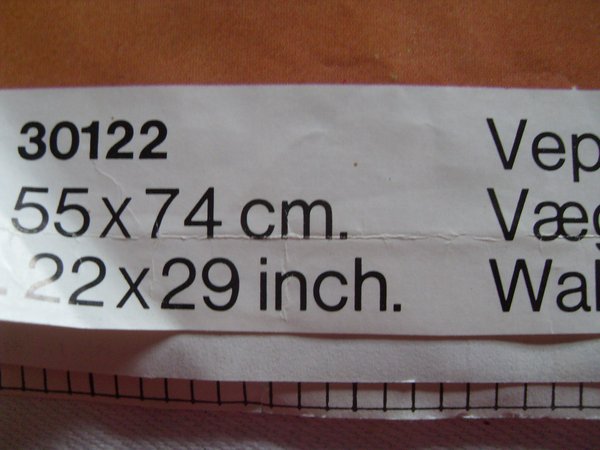 30122
55x74 cm.
22x29 inch.
Vep
Væg
Wal